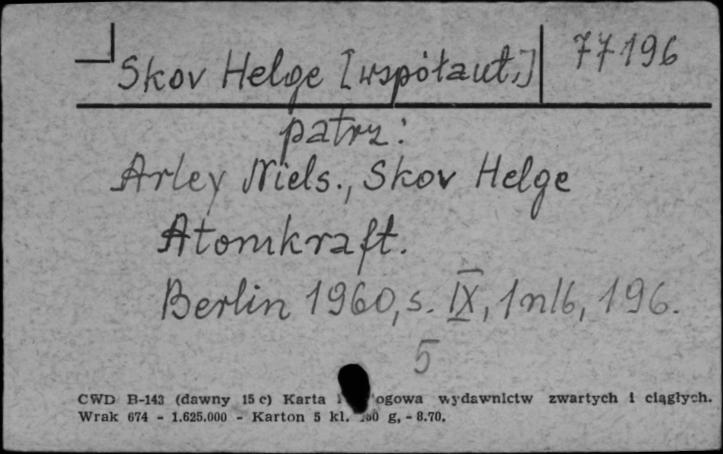 Skov Helge [współaut.] 77196
patrz:
Arley Niels., Skov Helge
Atomkraft.
Berlin 1960, s. IX, 1 nlb, 196.
5
CWD B-143 (dawny 15 c) Karta ogowa wydawnictw zwartych i ciągłych.
Wrak 674 - 1.625.000 - Karton 5 kl. g, - 8.70.